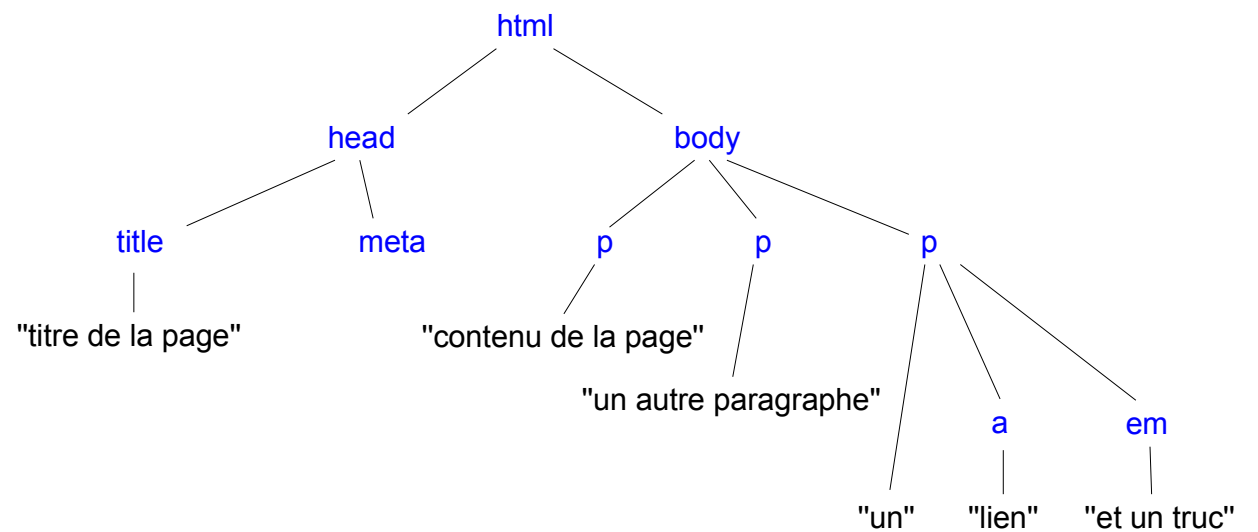 html
head body
title meta p p p
"titre de la page" "contenu de la page"
"un autre paragraphe"
a em
"un" "lien" "et un truc"